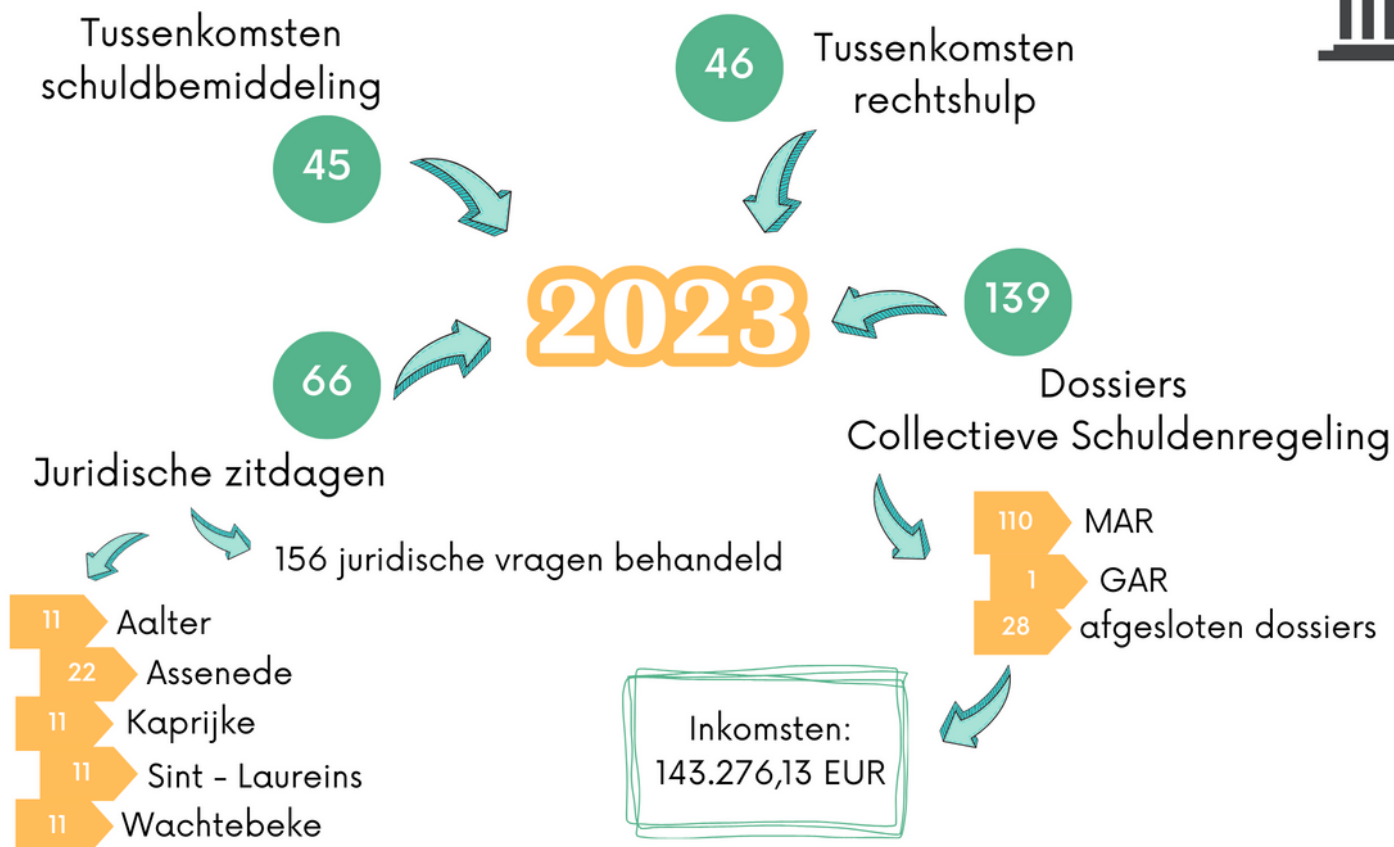 Tussenkomsten
schuldbemiddeling
45
46
Tussenkomsten
rechtshulp
2023
139
Dossiers
Collectieve Schuldenregeling
110 MAR
1 GAR
28 afgesloten dossiers
66
Juridische zitdagen
156 juridische vragen behandeld
11 Aalter
22 Assenede
11 Kaprijke
11 Sint - Laureins
11 Wachtebeke
Inkomsten:
143.276,13 EUR